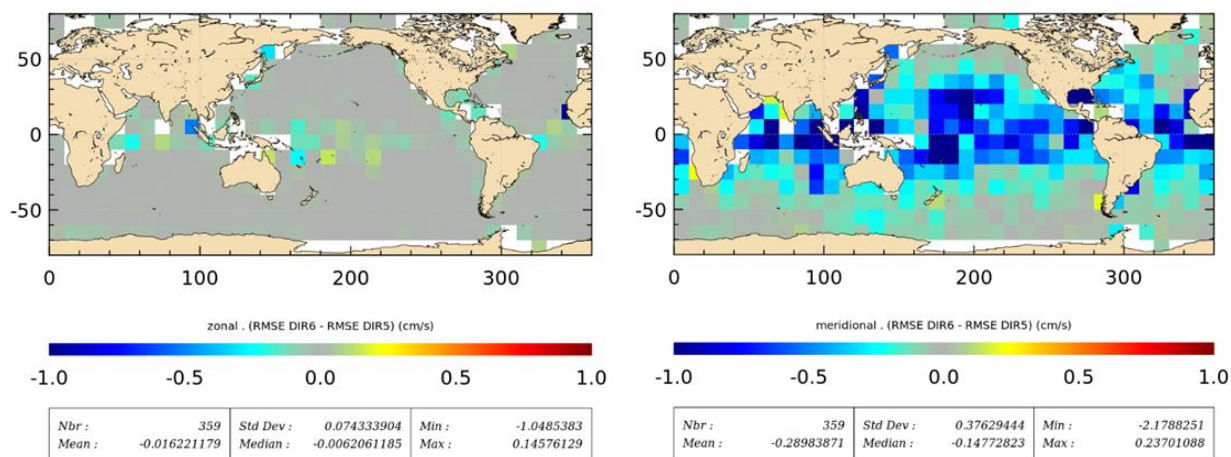 50
0
-50
0 100 200 300
zonal . (RMSE DIR6 - RMSE DIR5) (cm/s)
-1.0 -0.5 0.0 0.5 1.0
Nbr : 359 Std Dev : 0.074333904 Min : -1.0485383
Mean : -0.016221179 Median : -0.0062061185 Max : 0.14576129
50
0
-50
0 100 200 300
meridional . (RMSE DIR6 - RMSE DIR5) (cm/s)
-1.0 -0.5 0.0 0.5 1.0
Nbr : 359 Std Dev : 0.37629444 Min : -2.1788251
Mean : -0.28983871 Median : -0.14772823 Max : 0.23701088